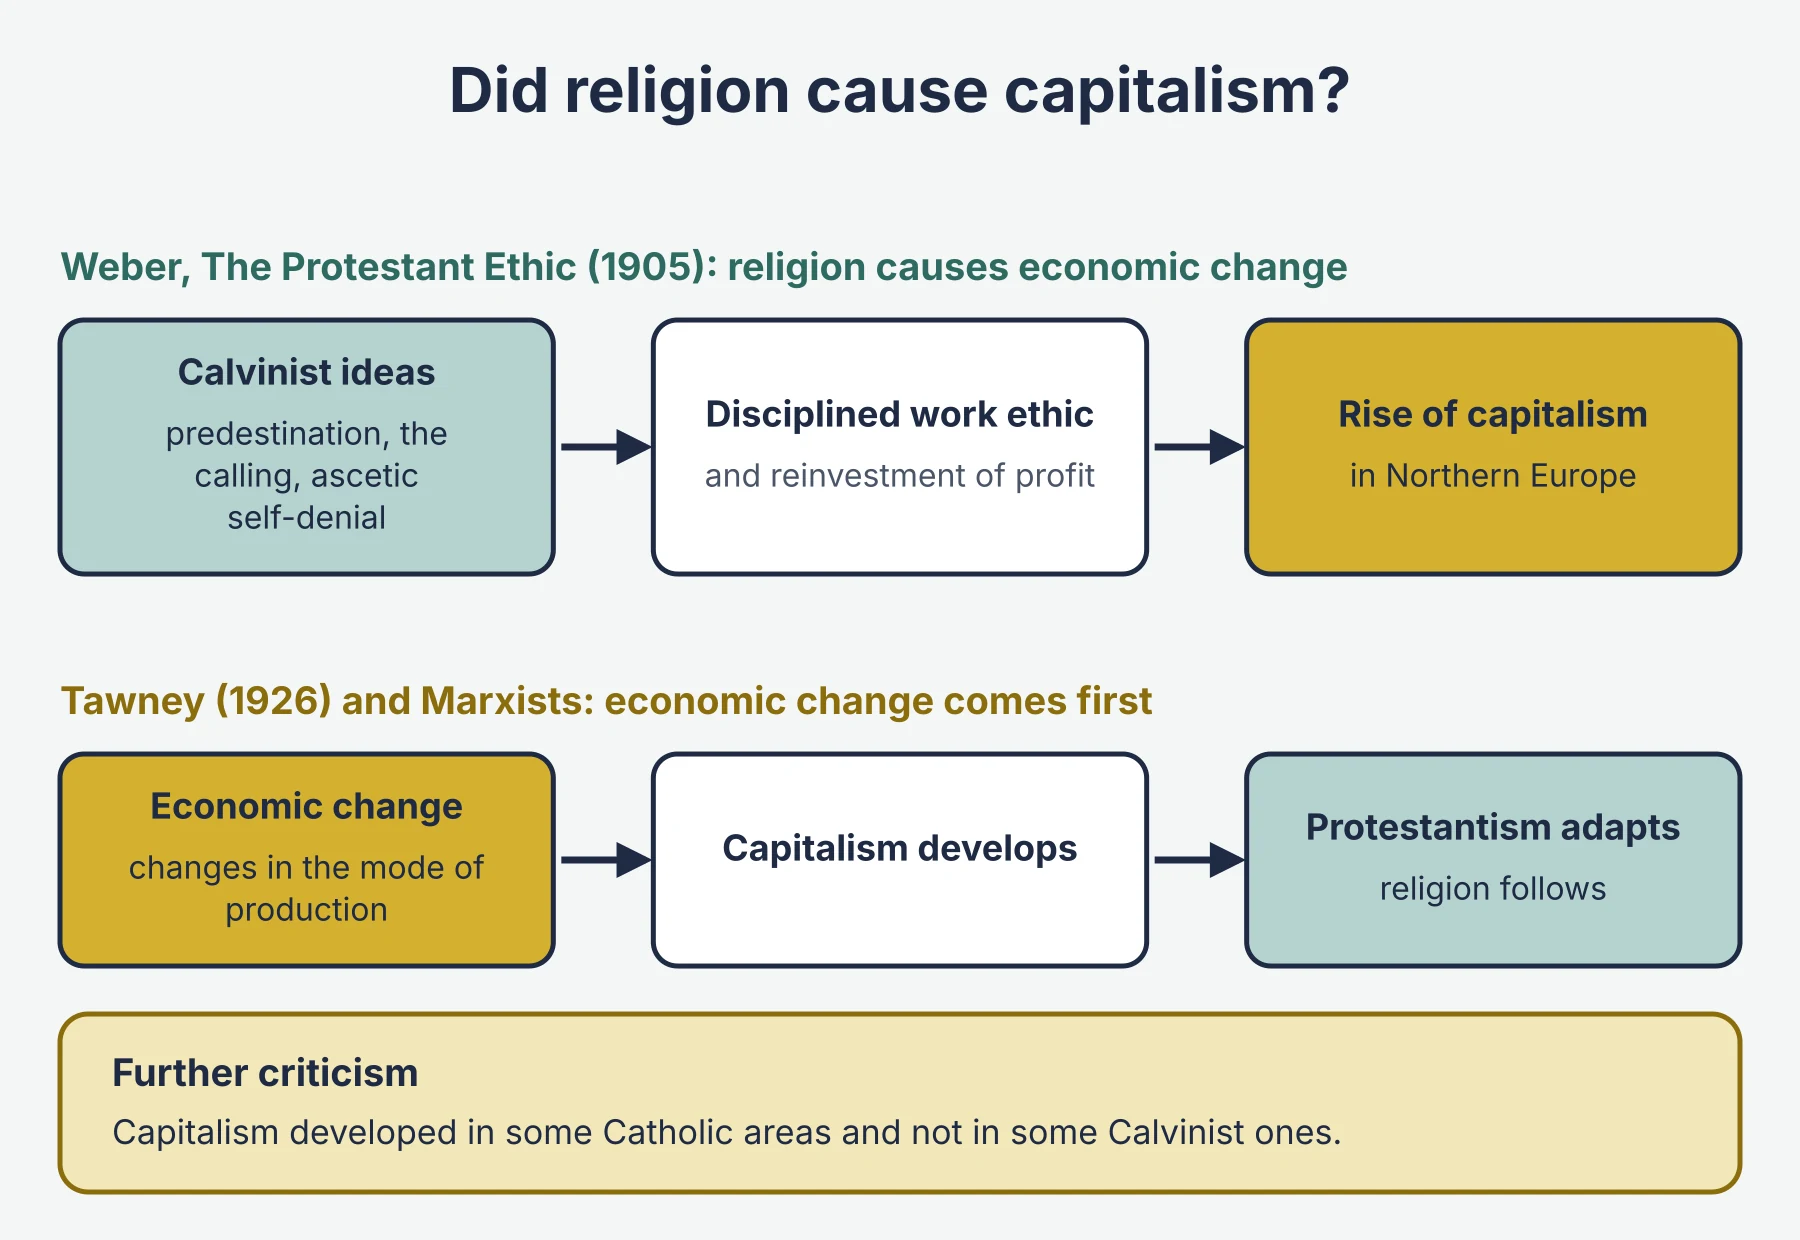 Did religion cause capitalism?
Weber, The Protestant Ethic (1905): religion causes economic change
Calvinist ideas
predestination, the
calling, ascetic
self-denial
Disciplined work ethic
and reinvestment of profit
Rise of capitalism
in Northern Europe
Tawney (1926) and Marxists: economic change comes first
Economic change
changes in the mode of
production
Capitalism develops
Protestantism adapts
religion follows
Further criticism
Capitalism developed in some Catholic areas and not in some Calvinist ones.